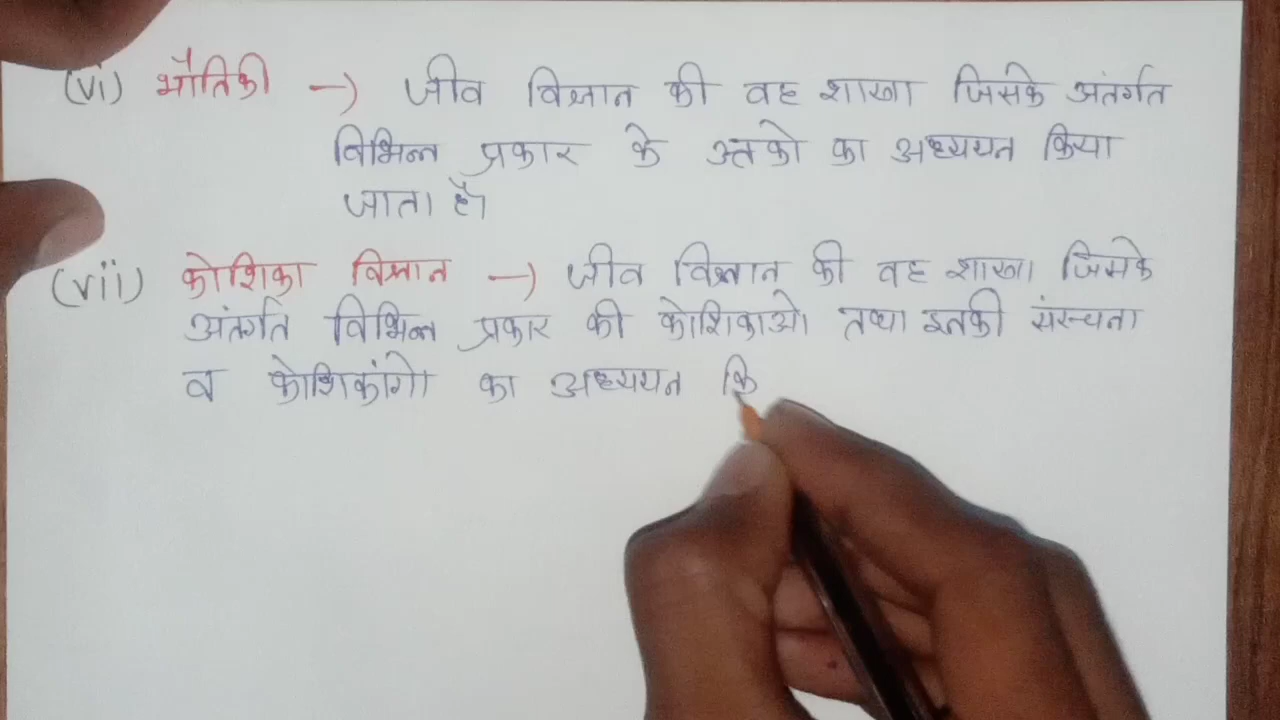 (vi) भौतिकी → जीव विज्ञान की वह शाखा जिसके अंतर्गत
विभिन्न प्रकार के उतको का अध्ययन किया
जाता है।
(vii) कोशिका विज्ञान → जीव विज्ञान की वह शाखा जिसके
अंतर्गत विभिन्न प्रकार की कोशिकाओ तथा इनकी संरचना
व कोशिकांगो का अध्ययन कि